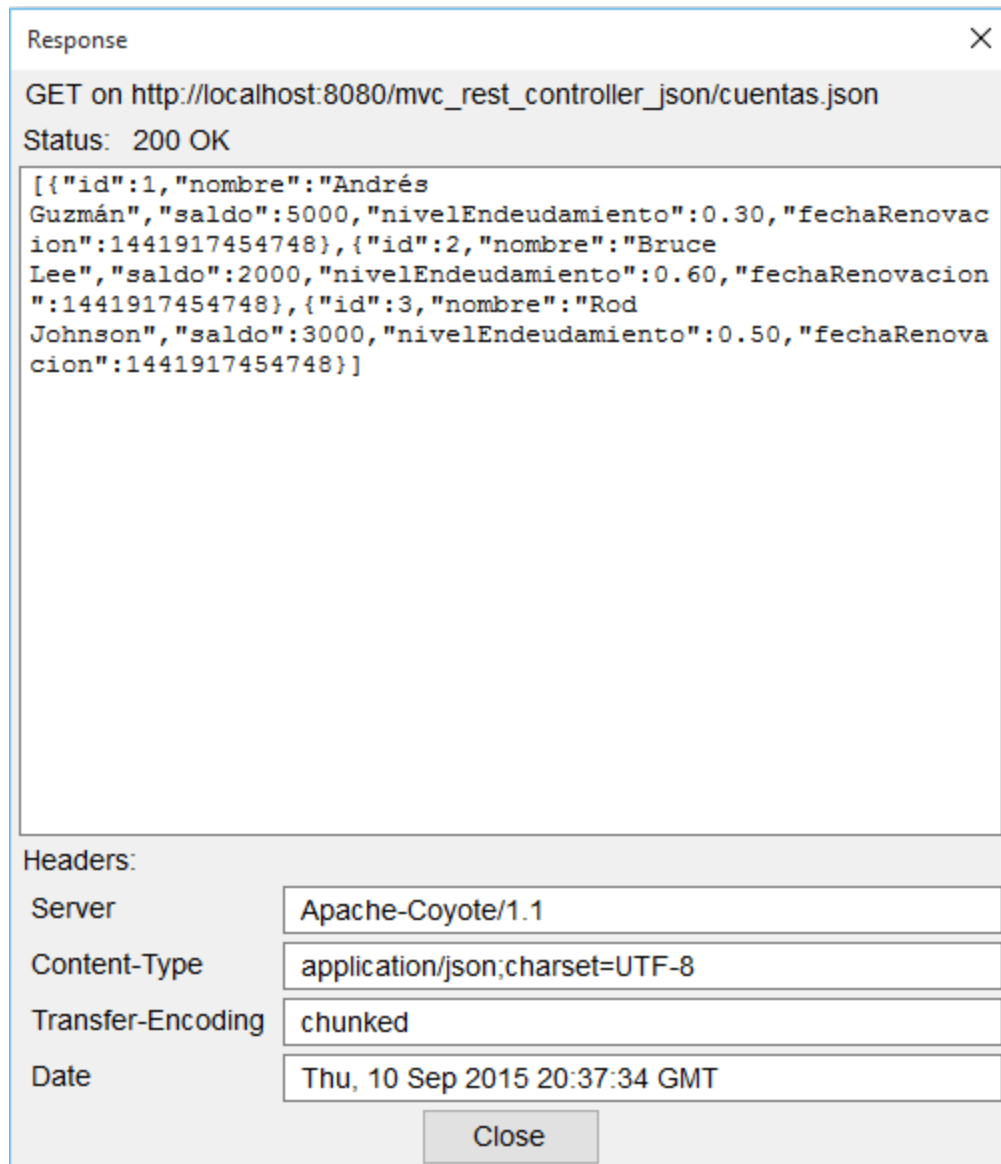 Response
GET on http://localhost:8080/mvc_rest_controller_json/cuentas.json
Status: 200 OK
[{"id":1,"nombre":"Andrés
Guzmán","saldo":5000,"nivelEndeudamiento":0.30,"fechaRenovac
ion":1441917454748},{"id":2,"nombre":"Bruce
Lee","saldo":2000,"nivelEndeudamiento":0.60,"fechaRenovacion
":1441917454748},{"id":3,"nombre":"Rod
Johnson","saldo":3000,"nivelEndeudamiento":0.50,"fechaRenova
cion":1441917454748}]
Headers:
Server Apache-Coyote/1.1
Content-Type application/json;charset=UTF-8
Transfer-Encoding chunked
Date Thu, 10 Sep 2015 20:37:34 GMT
Close